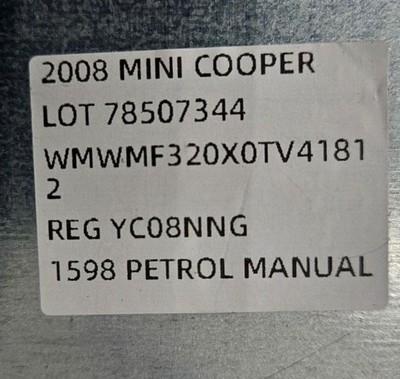 2008 MINI COOPER
LOT 78507344
WMWMF320X0TV4181
2
REG YC08NNG
1598 PETROL MANUAL